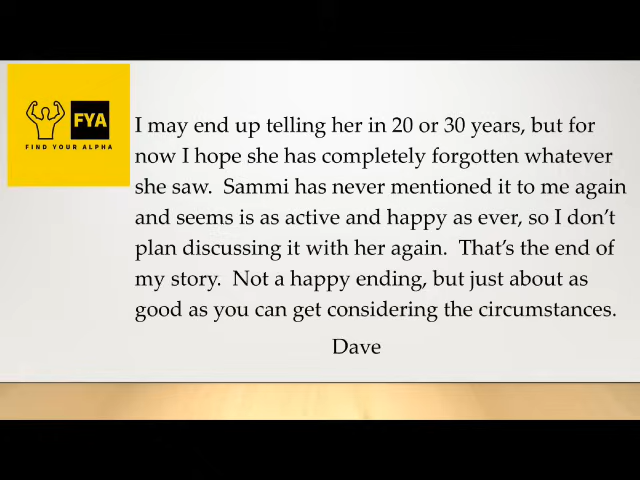 FYA
FIND YOUR ALPHA
I may end up telling her in 20 or 30 years, but for
now I hope she has completely forgotten whatever
she saw.  Sammi has never mentioned it to me again
and seems is as active and happy as ever, so I don’t
plan discussing it with her again.  That’s the end of
my story.  Not a happy ending, but just about as
good as you can get considering the circumstances.
Dave